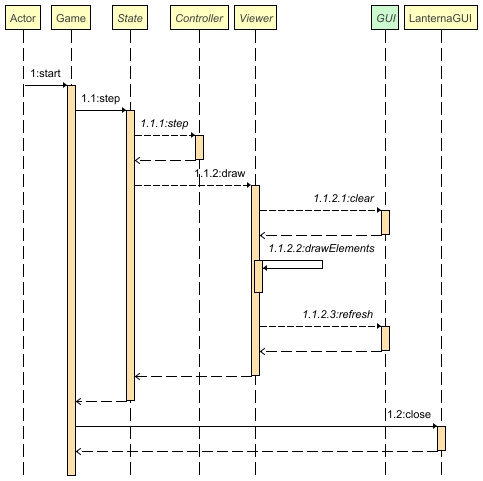 Actor Game State Controller Viewer GUI LanternaGUI
1:start
1.1:step
1.1.1:step
1.1.2:draw
1.1.2.1:clear
1.1.2.2:drawElements
1.1.2.3:refresh
1.2:close